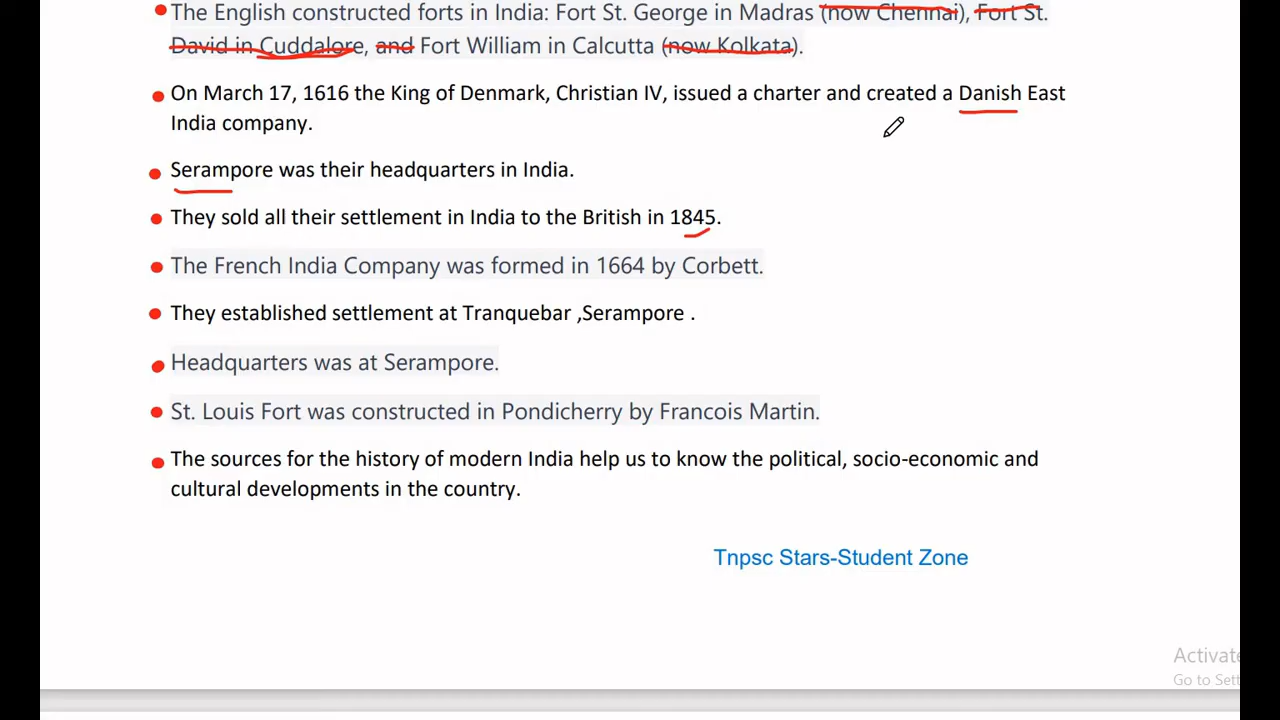 The English constructed forts in India: Fort St. George in Madras (now Chennai), Fort St.
David in Cuddalore, and Fort William in Calcutta (now Kolkata).
On March 17, 1616 the King of Denmark, Christian IV, issued a charter and created a Danish East
India company.
Serampore was their headquarters in India.
They sold all their settlement in India to the British in 1845.
The French India Company was formed in 1664 by Corbett.
They established settlement at Tranquebar ,Serampore .
Headquarters was at Serampore.
St. Louis Fort was constructed in Pondicherry by Francois Martin.
The sources for the history of modern India help us to know the political, socio-economic and
cultural developments in the country.
Tnpsc Stars-Student Zone
Activate
Go to Sett